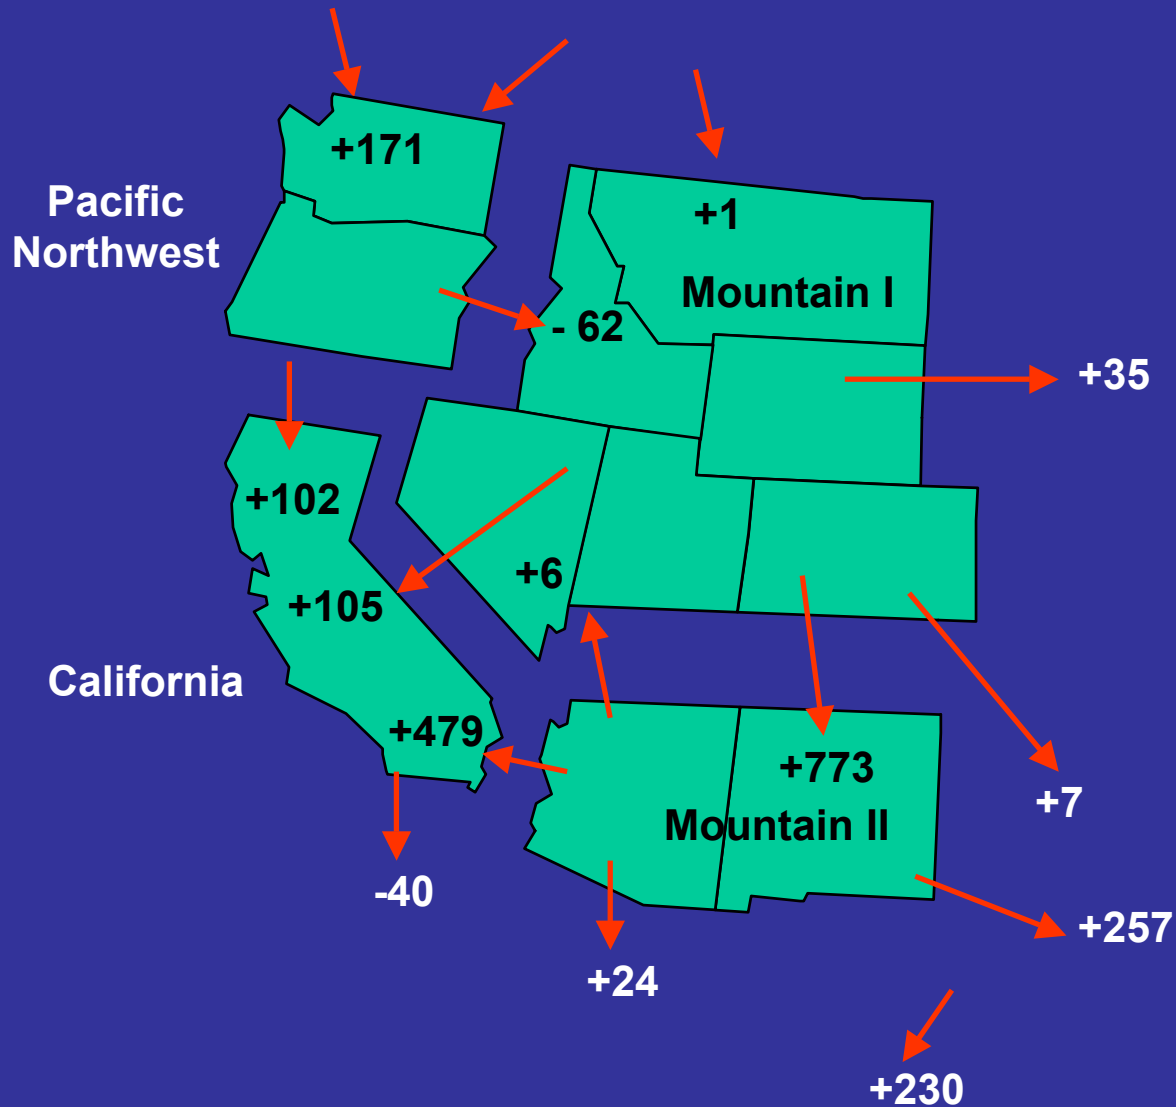 +171
Pacific
Northwest
+1
Mountain I
- 62
+35
+102
+6
+105
California
+479
+773
+7
Mountain II
-40
+257
+24
+230